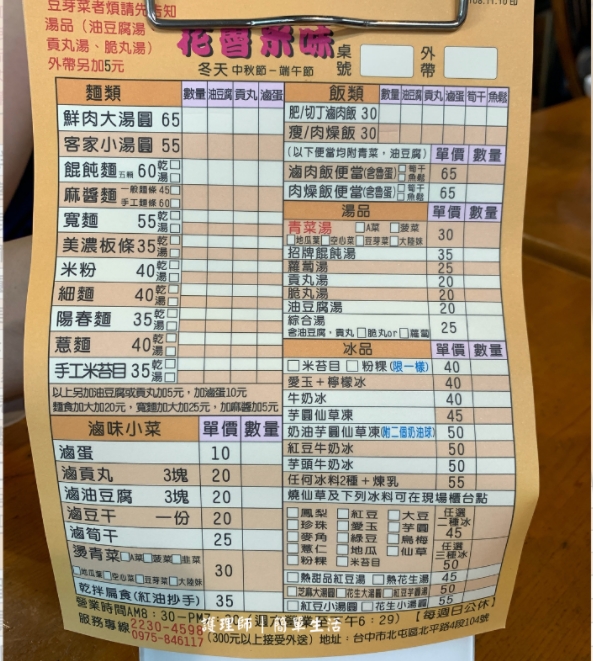 豆芽菜者煩請先告知
湯品（油豆腐湯
貢丸湯、脆丸湯）
外帶另加5元
108.11.10 印
花醬米味
冬天 中秋節－端午節
桌號
外帶
麵類 數量 油豆腐 貢丸 滷蛋
鮮肉大湯圓 65
客家小湯圓 55
餛飩麵 五顆 60 乾 湯
麻醬麵 一般麵條45
手工麵條60
寬麵 55 乾 湯
美濃板條 35 乾 湯
米粉 40 乾 湯
細麵 40 乾 湯
陽春麵 35 乾 湯
薏麵 40 乾 湯
手工米苔目 35 乾 湯
以上另加油豆腐或貢丸加5元，加滷蛋10元
麵食加大加20元，寬麵加大加25元，加麻醬加5元
滷味小菜 單價 數量
滷蛋 10
滷貢丸 3塊 20
滷油豆腐 3塊 20
滷豆干 一份 20
滷筍干 25
燙青菜 □A菜□菠菜□韭菜
□地瓜葉□空心菜□豆芽菜□大陸妹 30
乾拌扁食(紅油抄手) 35
飯類 數量 油豆腐 貢丸 滷蛋 筍干 魚鬆
肥/切丁滷肉飯 30
瘦/肉燥飯 30
(以下便當均附青菜，油豆腐) 單價 數量
滷肉飯便當(含魯蛋) □筍干 □魚鬆 65
肉燥飯便當(含魯蛋) □筍干 □魚鬆 65
湯品 單價 數量
青菜湯 □A菜 □菠菜
□地瓜葉□空心菜□豆芽菜□大陸妹 30
招牌餛飩湯 35
蘿蔔湯 25
貢丸湯 20
脆丸湯 20
油豆腐湯 20
綜合湯
含油豆腐，貢丸□脆丸or□蘿蔔 25
冰品 單價 數量
□米苔目 □粉粿(限一樣) 40
愛玉＋檸檬冰 40
牛奶冰 40
芋圓仙草凍 45
奶油芋圓仙草凍(附二個奶油球) 50
紅豆牛奶冰 50
芋頭牛奶冰 50
任何冰料2種＋煉乳 55
燒仙草及下列冰料可在現場櫃台點
□鳳梨 □紅豆 □大豆
□珍珠 □愛玉 □芋圓
□麥角 □綠豆 □烏梅
□薏仁 □地瓜 □仙草
□粉粿 □米苔目
任選二種冰 45
任選三種冰 50
□熱甜品紅豆湯 □熱花生湯 45
□芝麻大湯圓□花生大湯圓□紅豆芋圓湯 50
□紅豆小湯圓 □花生小湯圓 55
營業時間AM8：30－PM7
午6：29）【每週日公休】
服務專線 2230-4598
0975-846117
(300元以上接受外送) 地址：台中市北屯區北平路4段104號
護理師的簡單生活